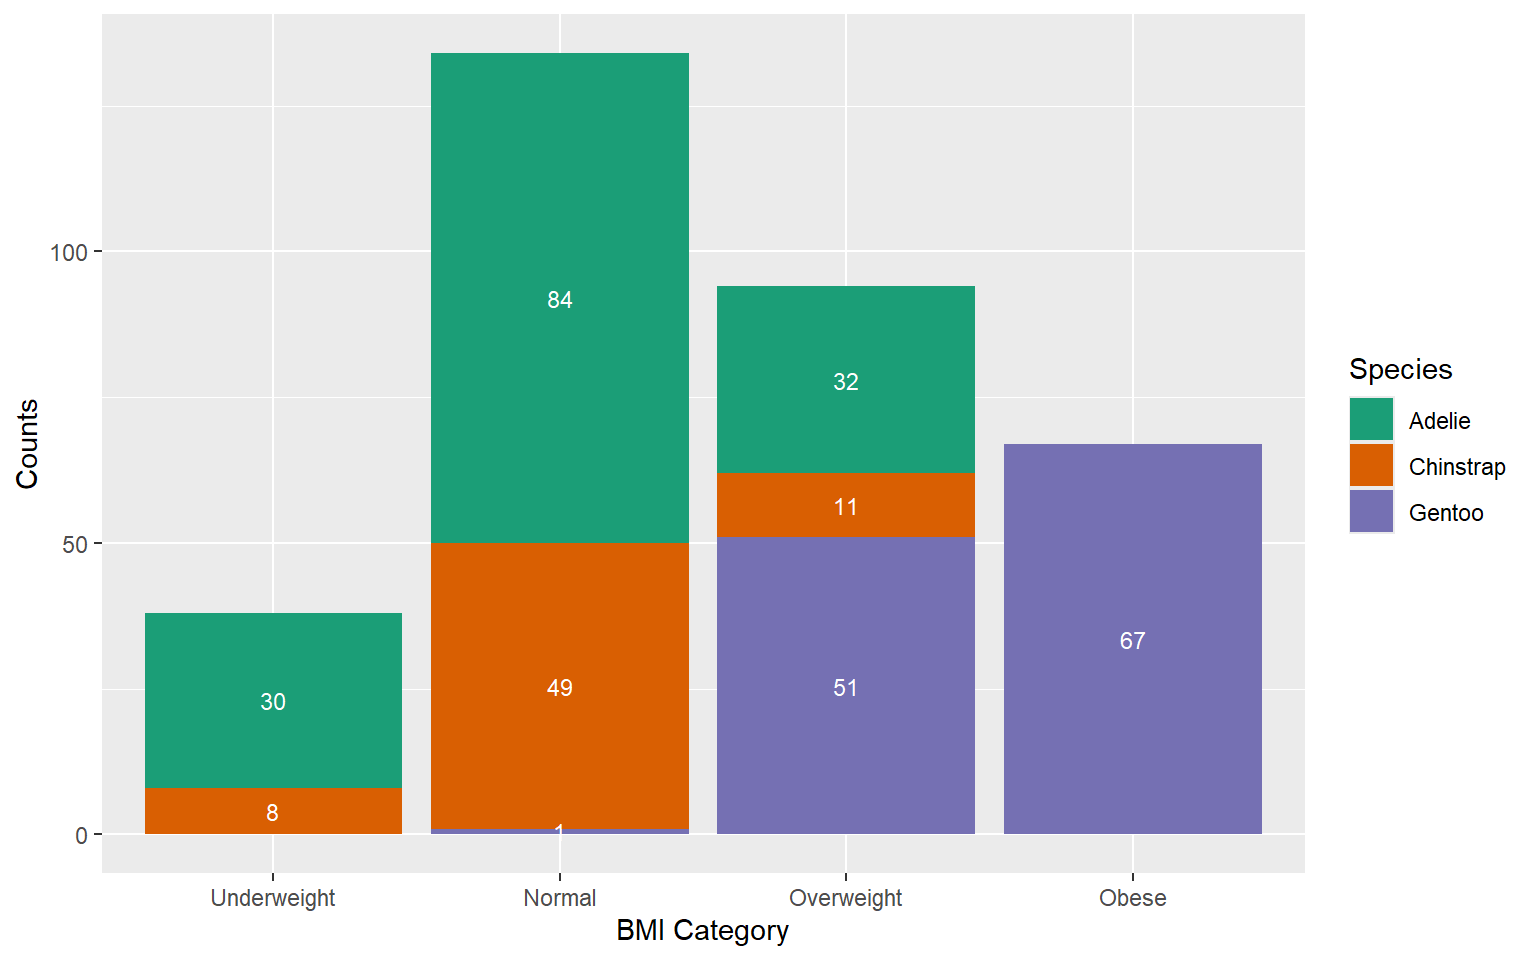 100
50
0
Counts
84
32
11
67
30
49
51
8
1
Underweight
Normal
Overweight
Obese
BMI Category
Species
Adelie
Chinstrap
Gentoo